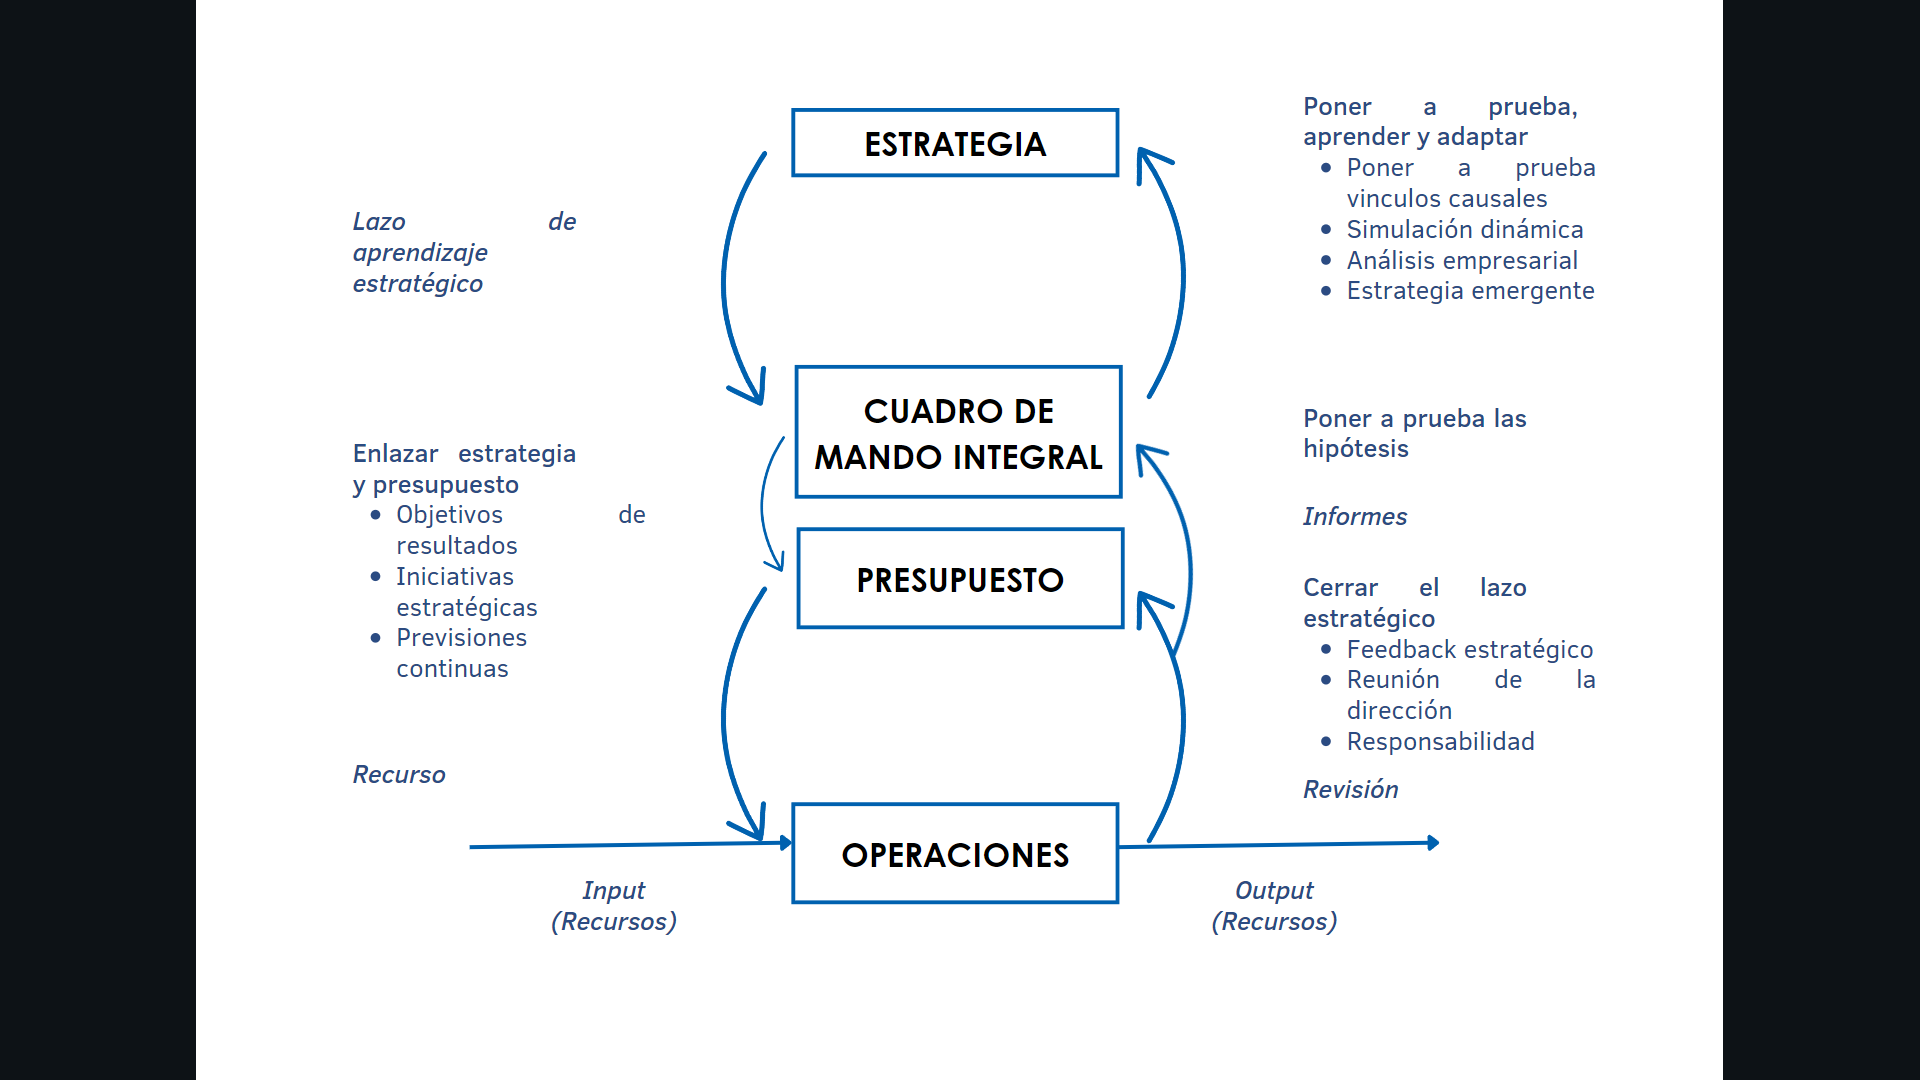 ESTRATEGIA
Lazo de
aprendizaje
estratégico
Poner a prueba,
aprender y adaptar
• Poner a prueba
vinculos causales
• Simulación dinámica
• Análisis empresarial
• Estrategia emergente
CUADRO DE
MANDO INTEGRAL
Enlazar estrategia
y presupuesto
• Objetivos de
resultados
• Iniciativas
estratégicas
• Previsiones
continuas
Poner a prueba las
hipótesis
Informes
PRESUPUESTO
Cerrar el lazo
estratégico
• Feedback estratégico
• Reunión de la
dirección
• Responsabilidad
Recurso
Revisión
OPERACIONES
Input
(Recursos)
Output
(Recursos)